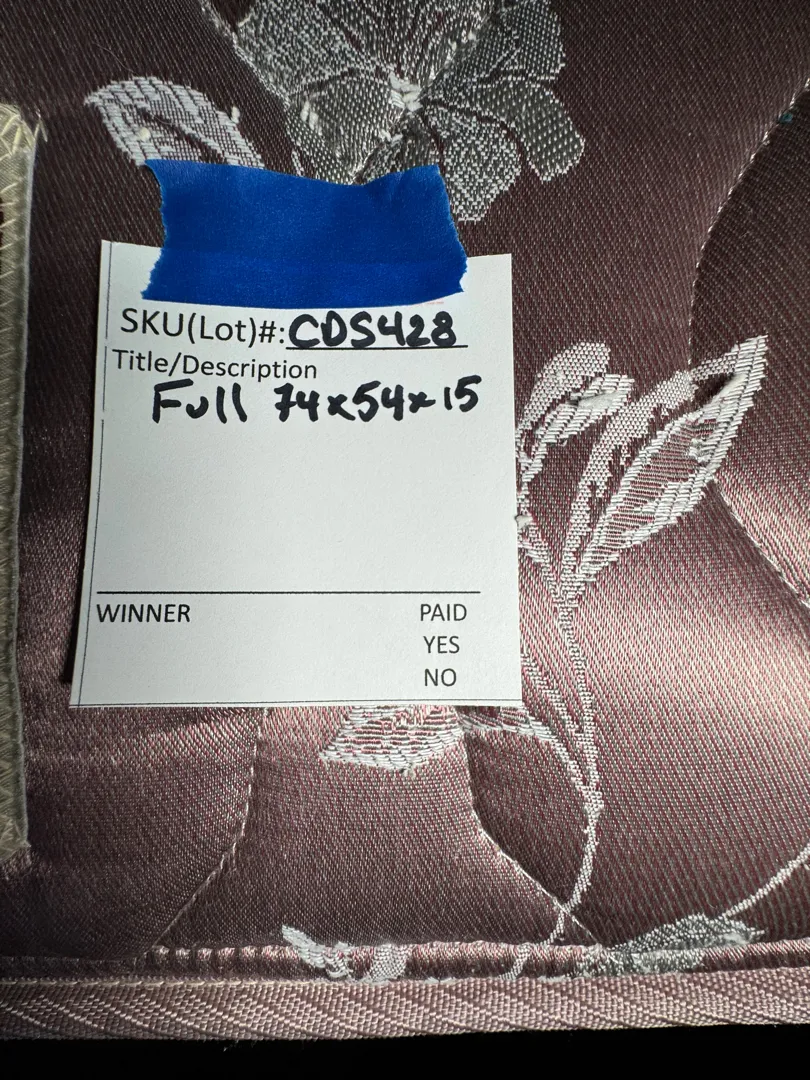 SKU(Lot)#: CDS428
Title/Description
Full 74x54x15
WINNER PAID
YES
NO